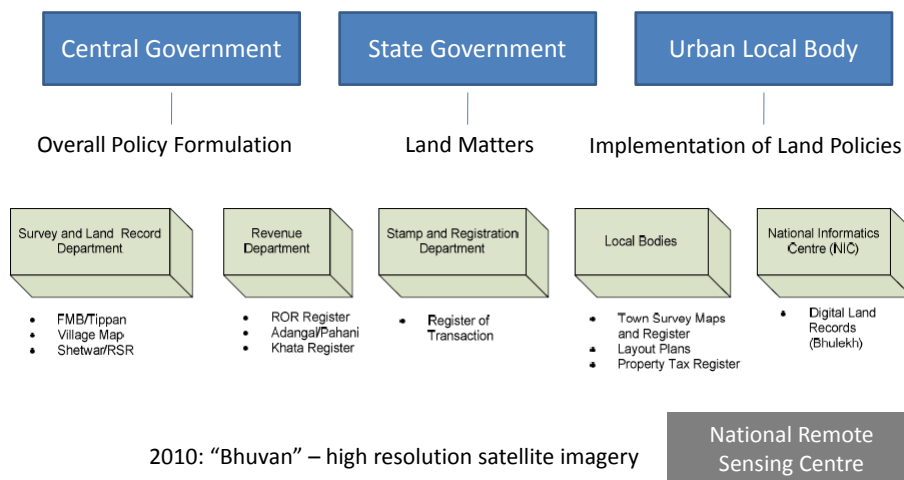 Central Government
State Government
Urban Local Body
Overall Policy Formulation
Land Matters
Implementation of Land Policies
Survey and Land Record
Department
Revenue
Department
Stamp and Registration
Department
Local Bodies
National Informatics
Centre (NIC)
• FMB/Tippan
• Village Map
• Shetwar/RSR
• ROR Register
• Adangal/Pahani
• Khata Register
• Register of
Transaction
• Town Survey Maps
and Register
• Layout Plans
• Property Tax Register
• Digital Land
Records
(Bhulekh)
2010: “Bhuvan” – high resolution satellite imagery
National Remote
Sensing Centre